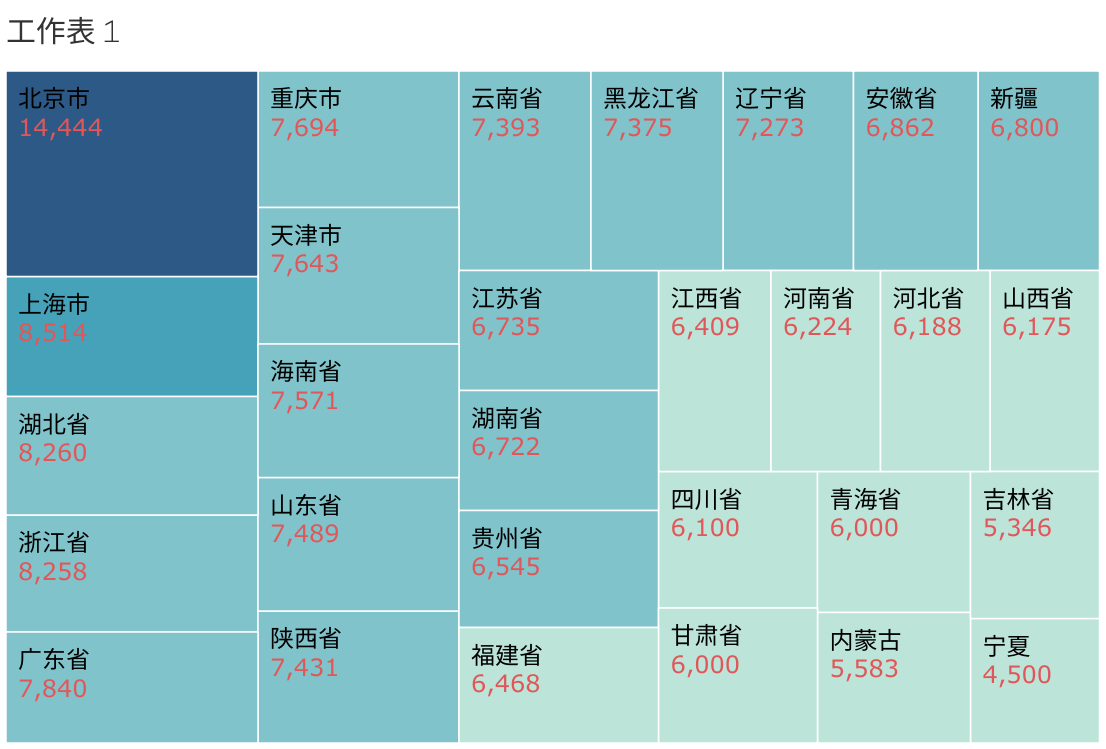 工作表 1
北京市
14,444
上海市
8,514
湖北省
8,260
浙江省
8,258
广东省
7,840
重庆市
7,694
天津市
7,643
海南省
7,571
山东省
7,489
陕西省
7,431
云南省
7,393
黑龙江省
7,375
辽宁省
7,273
安徽省
6,862
新疆
6,800
江苏省
6,735
湖南省
6,722
贵州省
6,545
福建省
6,468
江西省
6,409
河南省
6,224
河北省
6,188
山西省
6,175
四川省
6,100
甘肃省
6,000
青海省
6,000
内蒙古
5,583
吉林省
5,346
宁夏
4,500